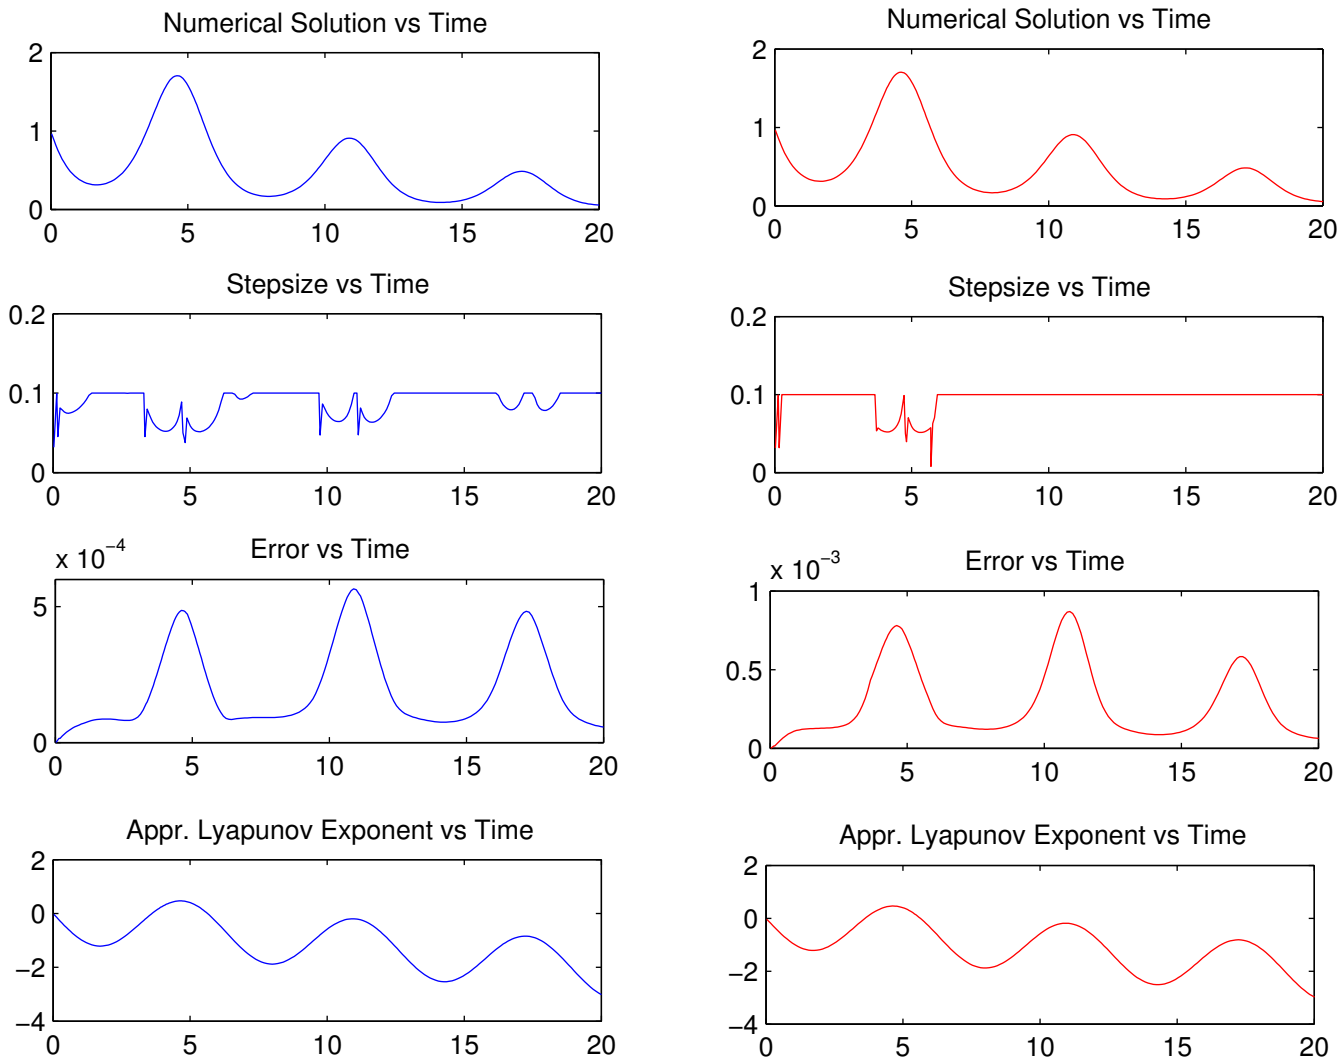 Numerical Solution vs Time
2
1
0
0 5 10 15 20
Stepsize vs Time
0.2
0.1
0
0 5 10 15 20
x 10−4
Error vs Time
5
0
0 5 10 15 20
Appr. Lyapunov Exponent vs Time
2
0
−2
−4
0 5 10 15 20
Numerical Solution vs Time
2
1
0
0 5 10 15 20
Stepsize vs Time
0.2
0.1
0
0 5 10 15 20
x 10−3
Error vs Time
1
0.5
0
0 5 10 15 20
Appr. Lyapunov Exponent vs Time
2
0
−2
−4
0 5 10 15 20